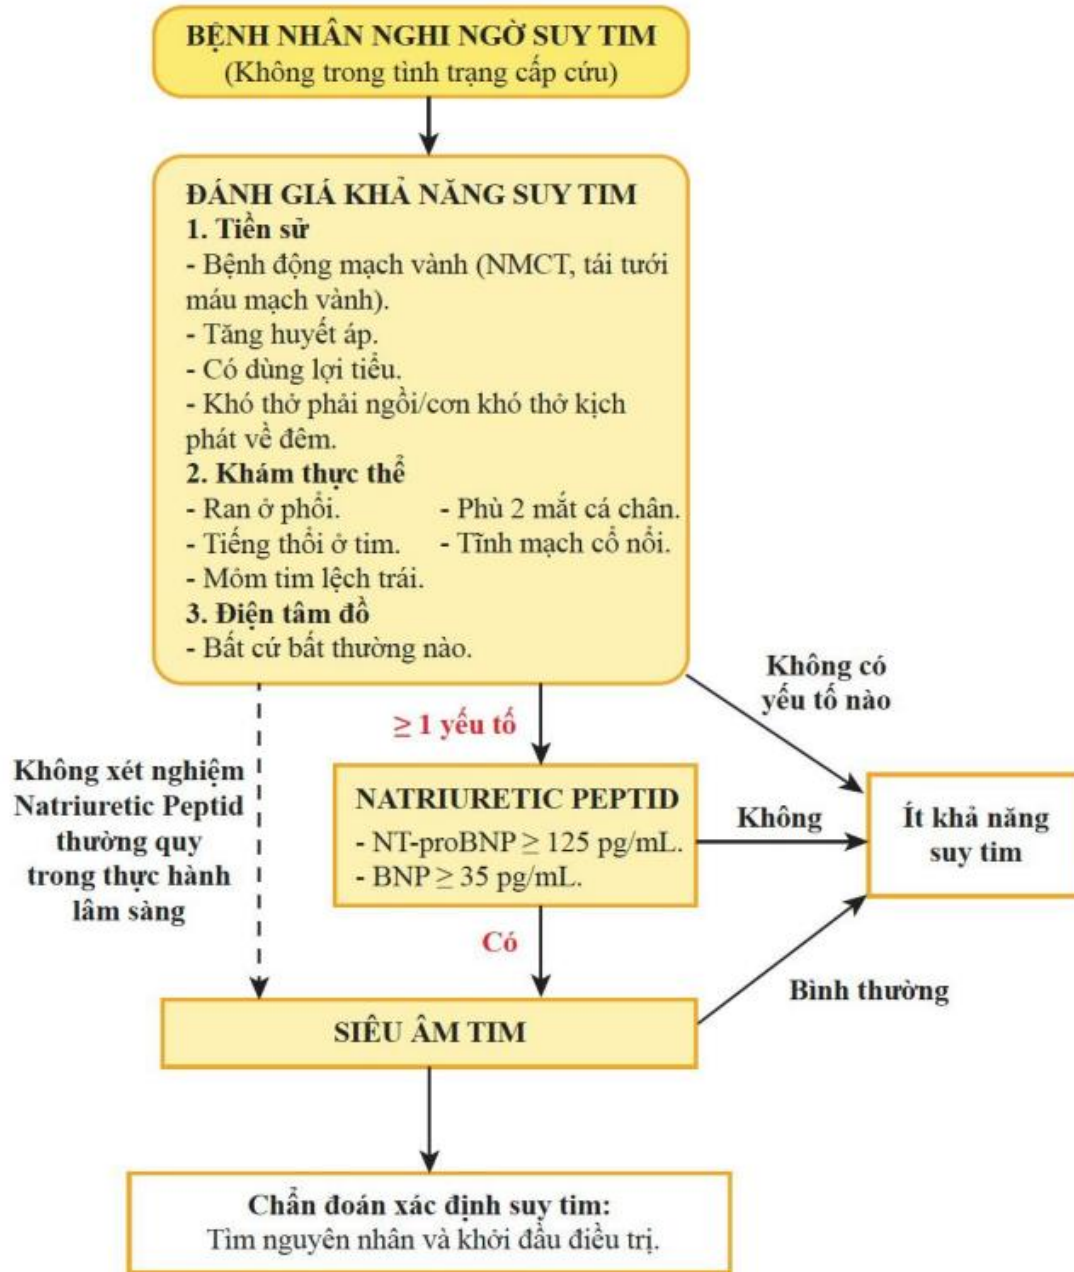 BỆNH NHÂN NGHI NGỜ SUY TIM
(Không trong tình trạng cấp cứu)
ĐÁNH GIÁ KHẢ NĂNG SUY TIM
1. Tiền sử
- Bệnh động mạch vành (NMCT, tái tưới
máu mạch vành).
- Tăng huyết áp.
- Có dùng lợi tiểu.
- Khó thở phải ngồi/cơn khó thở kịch
phát về đêm.
2. Khám thực thể
- Ran ở phổi. - Phù 2 mắt cá chân.
- Tiếng thổi ở tim. - Tĩnh mạch cổ nổi.
- Mỏm tim lệch trái.
3. Điện tâm đồ
- Bất cứ bất thường nào.
Không có
yếu tố nào
≥ 1 yếu tố
Không xét nghiệm
Natriuretic Peptid
thường quy
trong thực hành
lâm sàng
NATRIURETIC PEPTID
- NT-proBNP ≥ 125 pg/mL.
- BNP ≥ 35 pg/mL.
Không
Ít khả năng
suy tim
Có
Bình thường
SIÊU ÂM TIM
Chẩn đoán xác định suy tim:
Tìm nguyên nhân và khởi đầu điều trị.